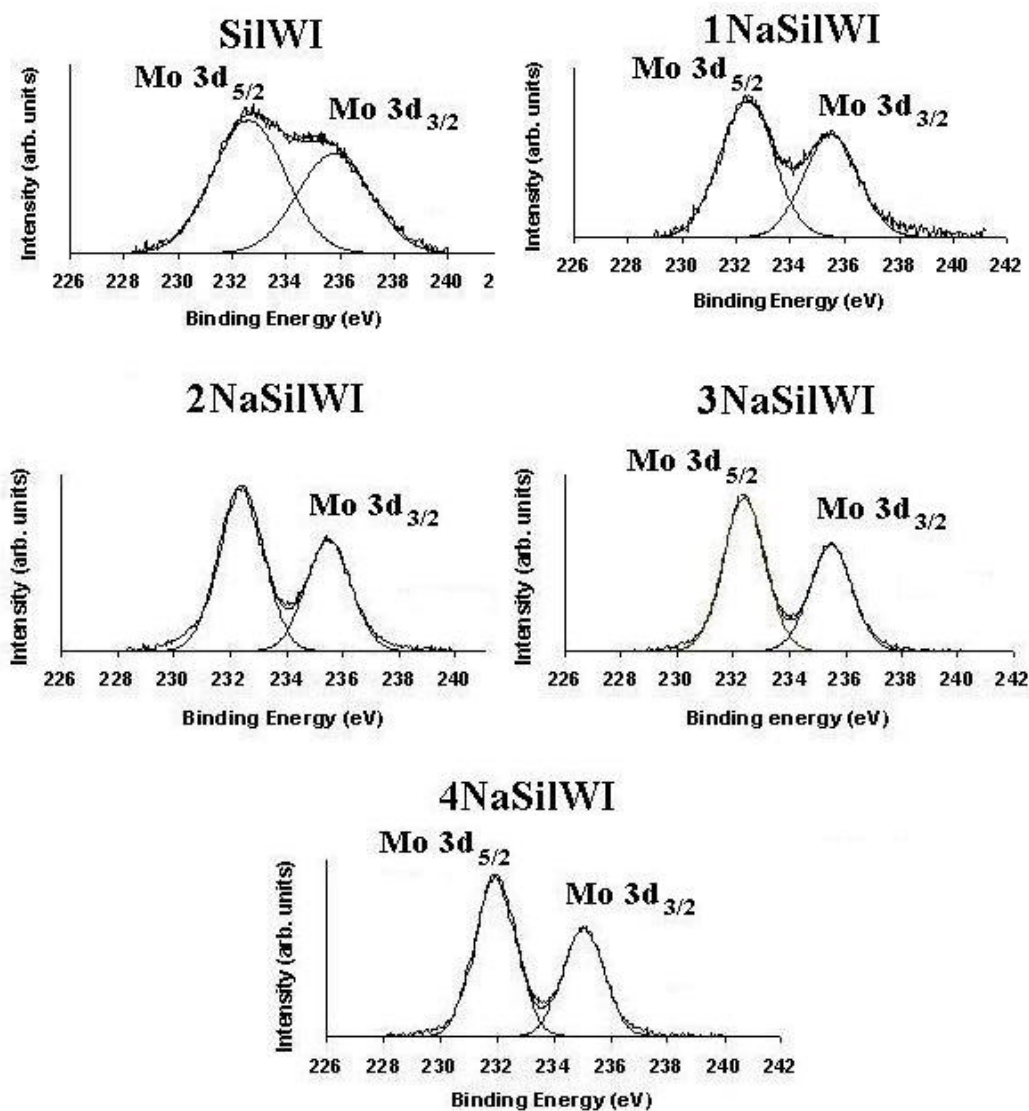 SilWI
Mo 3d5/2
Mo 3d3/2
Intensity (arb. units)
226 228 230 232 234 236 238 240 2
Binding Energy (eV)
1NaSilWI
Mo 3d5/2
Mo 3d3/2
Intensity (arb. units)
226 228 230 232 234 236 238 240 242
Binding Energy (eV)
2NaSilWI
Mo 3d3/2
Intensity (arb. units)
226 228 230 232 234 236 238 240
Binding Energy (eV)
3NaSilWI
Mo 3d5/2
Mo 3d3/2
Intensity (arb. units)
226 228 230 232 234 236 238 240 242
Binding energy (eV)
4NaSilWI
Mo 3d5/2
Mo 3d3/2
Intensity (arb. units)
226 228 230 232 234 236 238 240 242
Binding Energy (eV)